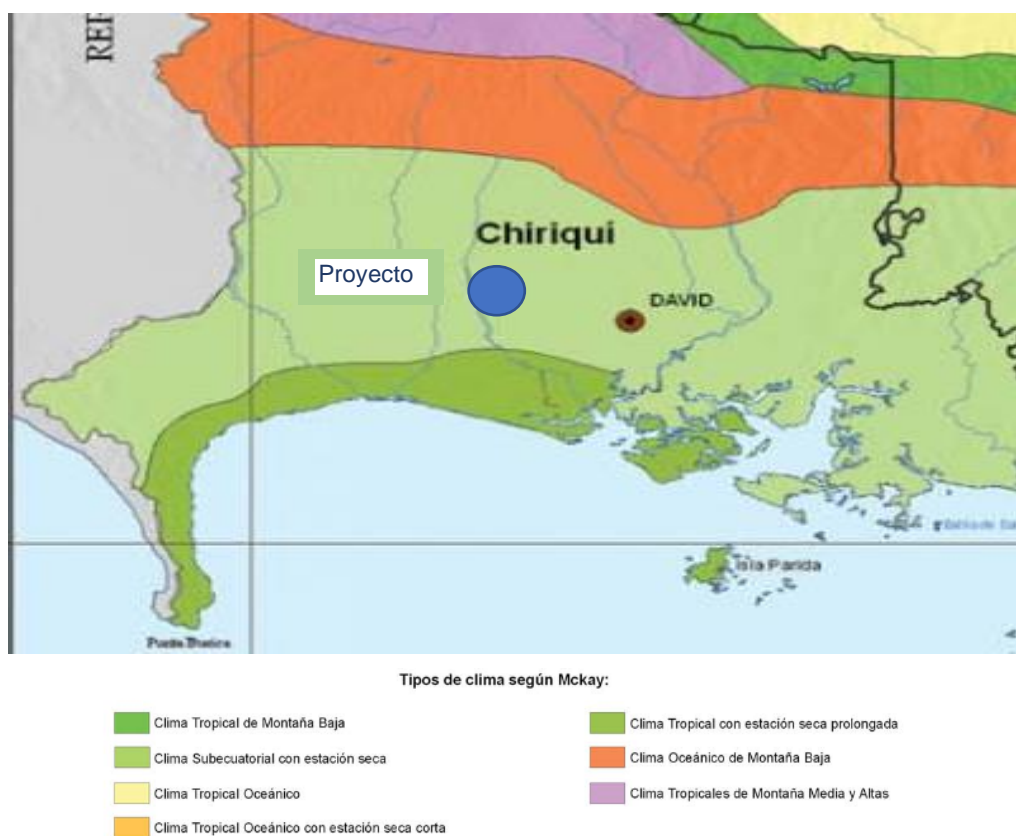 REF
Chiriqui
Proyecto
DAVID
Isla Parida
Punta Burica
Tipos de clima según Mckay:
Clima Tropical de Montaña Baja
Clima Subecuatorial con estación seca
Clima Tropical Oceánico
Clima Tropical Oceánico con estación seca corta
Clima Tropical con estación seca prolongada
Clima Oceánico de Montaña Baja
Clima Tropicales de Montaña Media y Altas